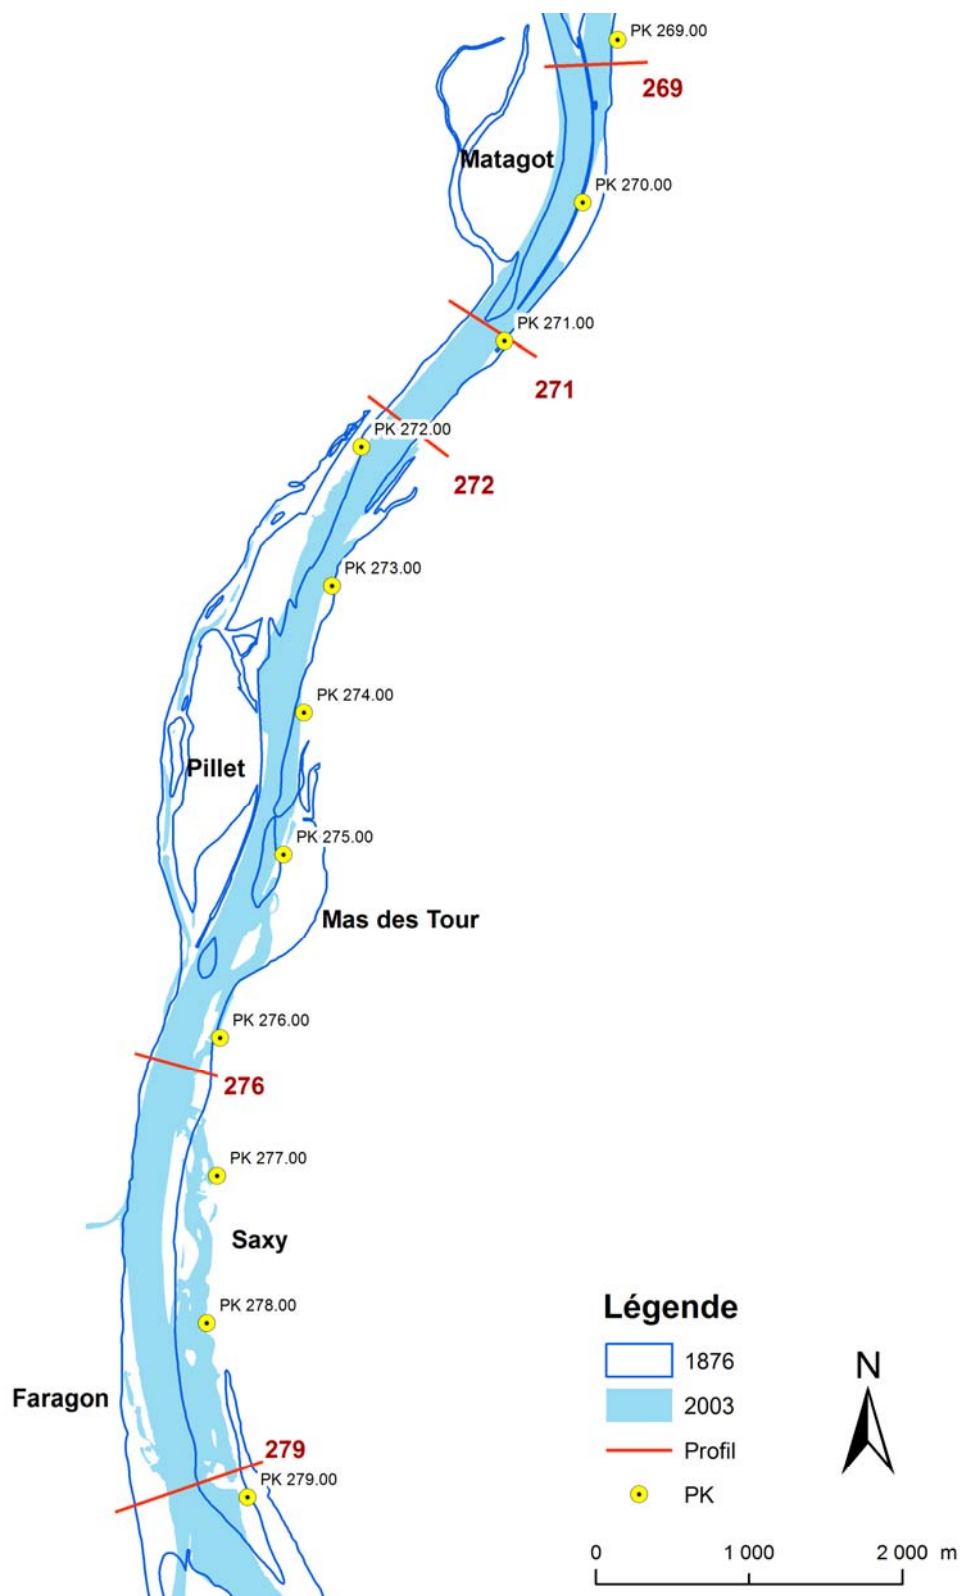 PK 269.00
269
Matagot
PK 270.00
PK 271.00
271
PK 272.00
272
PK 273.00
PK 274.00
Pillet
PK 275.00
Mas des Tour
PK 276.00
276
PK 277.00
Saxy
PK 278.00
Faragon
279
PK 279.00
Légende
1876
2003
Profil
PK
N
0 1 000 2 000 m